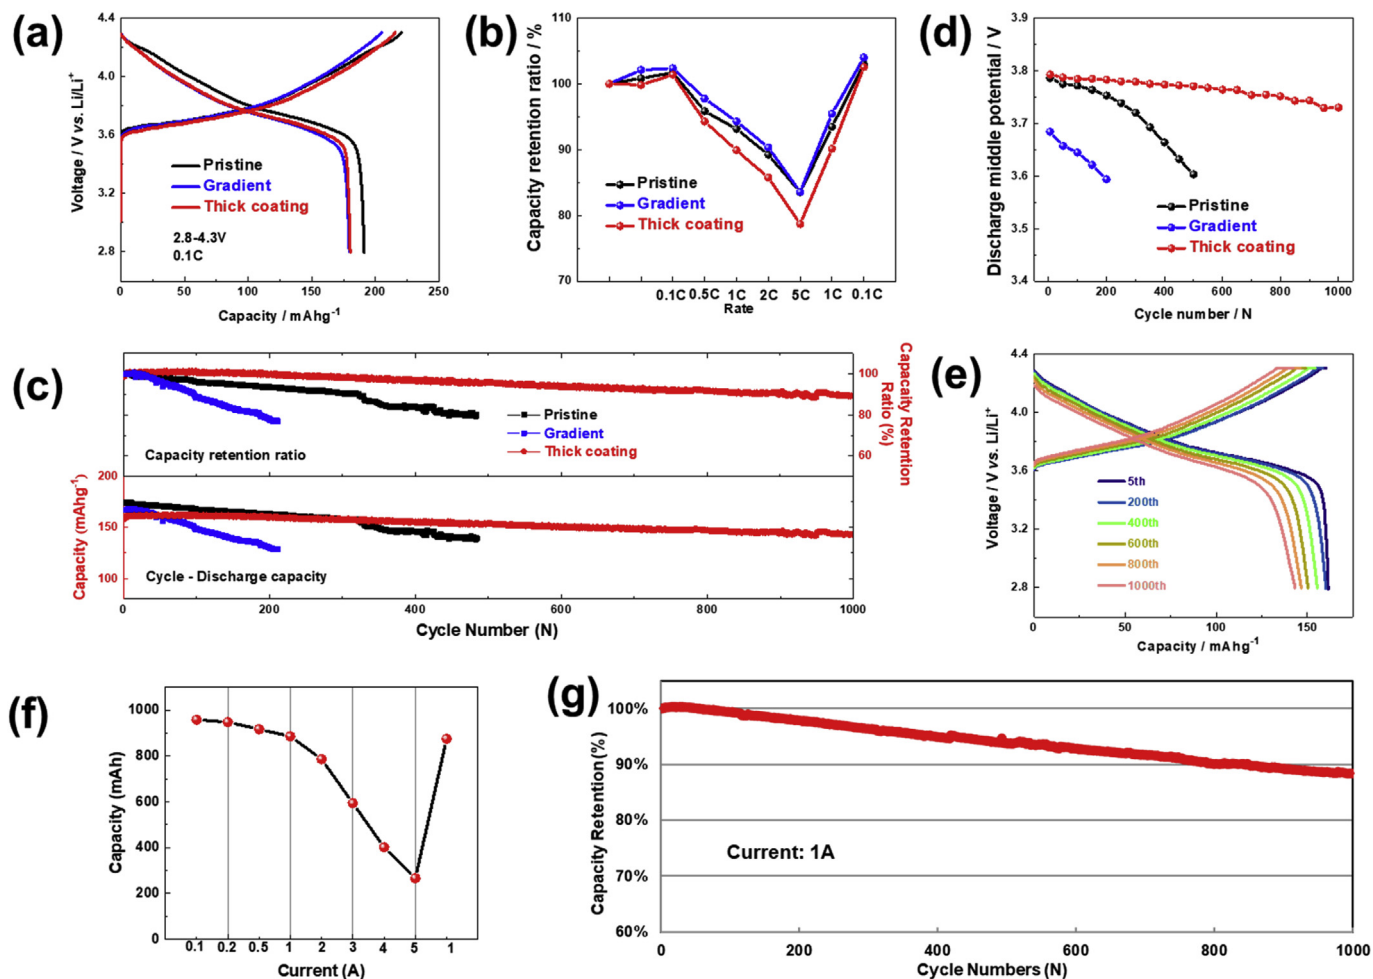 (a)
4.4
4.0
3.6
3.2
2.8
Voltage / V vs. Li/Li⁺
Pristine
Gradient
Thick coating
2.8-4.3V
0.1C
0 50 100 150 200 250
Capacity / mAhg⁻¹
(b)
110
100
90
80
70
Capacity retention ratio / %
Pristine
Gradient
Thick coating
0.1C 0.5C 1C 2C 5C 1C 0.1C
Rate
(d)
3.9
3.8
3.7
3.6
3.5
3.4
Discharge middle potential / V
Pristine
Gradient
Thick coating
0 200 400 600 800 1000
Cycle number / N
(c)
100
80
60
Capacaity Retention
Ratio (%)
Pristine
Gradient
Thick coating
Capacity retention ratio
200
150
100
Capacity (mAhg⁻¹)
Cycle - Discharge capacity
0 200 400 600 800 1000
Cycle Number (N)
(e)
4.4
4.0
3.6
3.2
2.8
Voltage / V vs. Li/Li⁺
5th
200th
400th
600th
800th
1000th
0 50 100 150
Capacity / mAhg⁻¹
(f)
1000
800
600
400
200
0
Capacity (mAh)
0.1 0.2 0.5 1 2 3 4 5 1
Current (A)
(g)
100%
90%
80%
70%
60%
Capacity Retention(%)
Current: 1A
0 200 400 600 800 1000
Cycle Numbers (N)